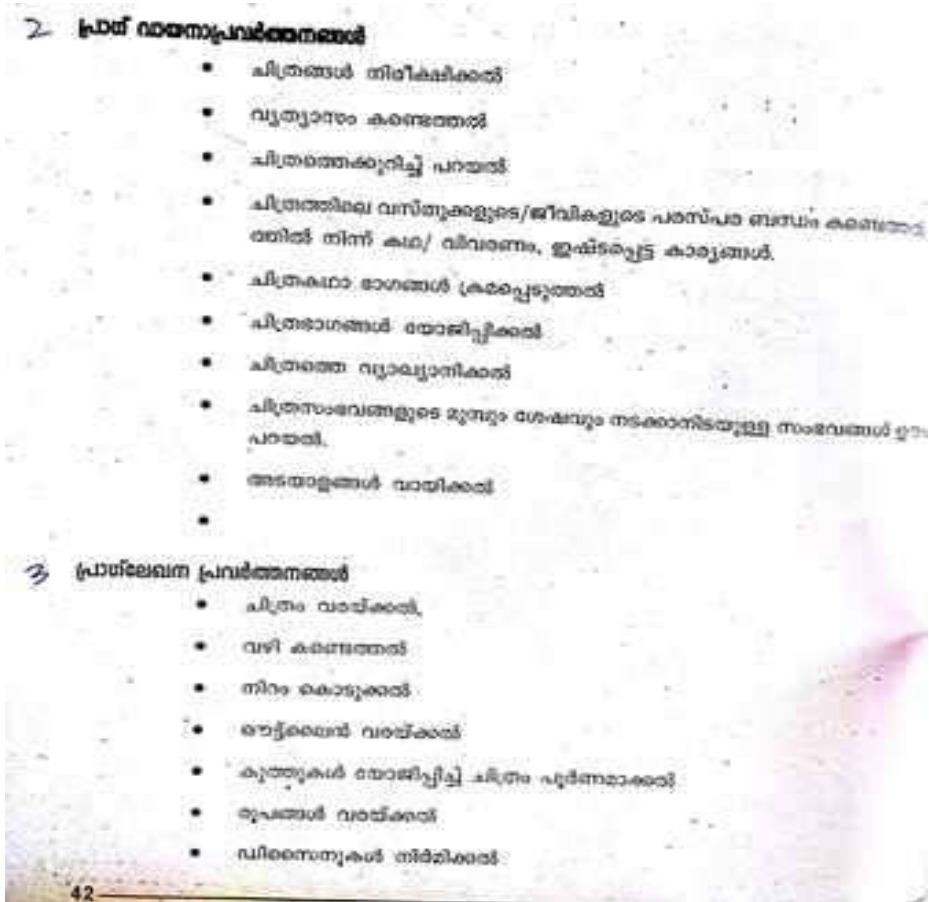 2 പ്രാഗ് വായനാപ്രവർത്തനങ്ങൾ
• ചിത്രങ്ങൾ നിരീക്ഷിക്കൽ
• വ്യത്യാസം കണ്ടെത്തൽ
• ചിത്രത്തെക്കുറിച്ച് പറയൽ
• ചിത്രത്തിലെ വസ്തുക്കളുടെ/ജീവികളുടെ പരസ്പര ബന്ധം
ത്തിൽ നിന്ന് കഥ/ വിവരണം, ഇഷ്ടപ്പെട്ട കാര്യങ്ങൾ.
• ചിത്രകഥാ ഭാഗങ്ങൾ ക്രമപ്പെടുത്തൽ
• ചിത്രഭാഗങ്ങൾ യോജിപ്പിക്കൽ
• ചിത്രത്തെ വ്യാഖ്യാനിക്കൽ
• ചിത്രസംഭവങ്ങളുടെ മുമ്പും ശേഷവും നടക്കാനിടയുള്ള സംഭവങ്ങൾ
പറയൽ.
• അടയാളങ്ങൾ വായിക്കൽ
•
3 പ്രാഗ്ലേഖന പ്രവർത്തനങ്ങൾ
• ചിത്രം വരയ്ക്കൽ,
• വഴി കണ്ടെത്തൽ
• നിറം കൊടുക്കൽ
• ഔട്ട്ലൈൻ വരയ്ക്കൽ
• കുത്തുകൾ യോജിപ്പിച്ച് ചിത്രം പൂർണമാക്കൽ
• രൂപങ്ങൾ വരയ്ക്കൽ
• ഡിസൈനുകൾ നിർമിക്കൽ
42